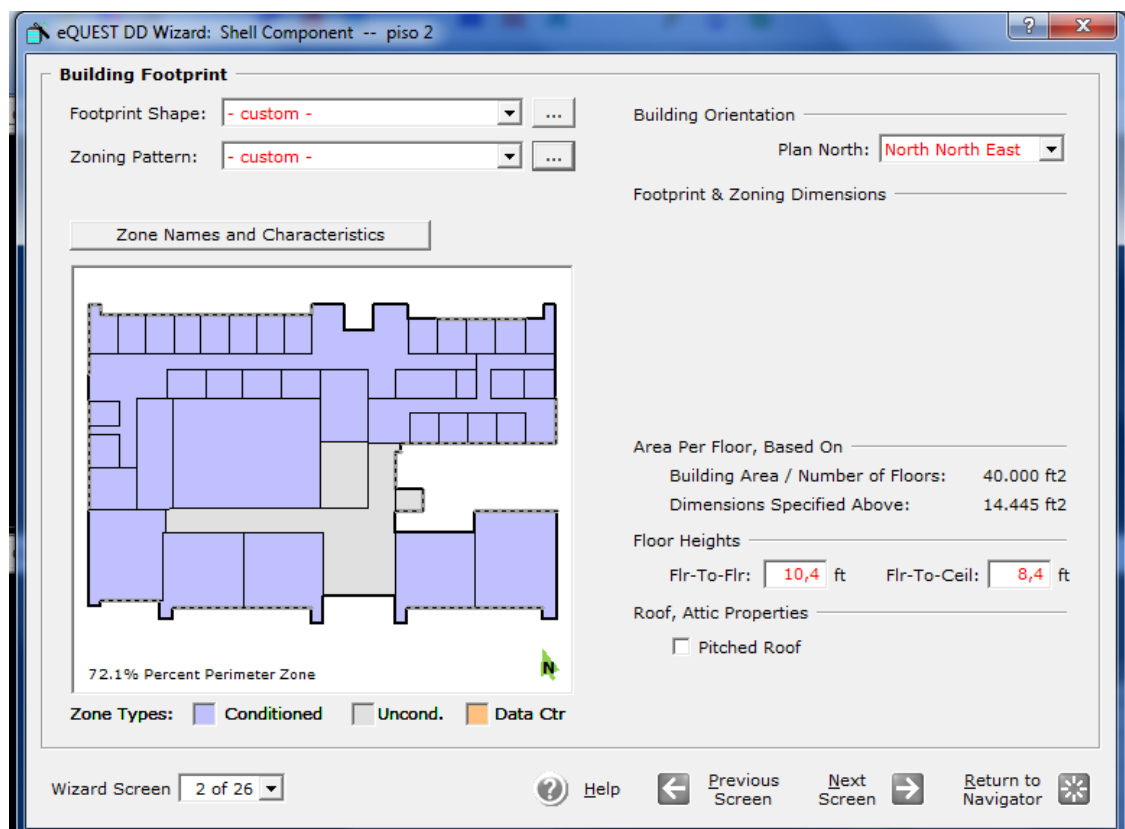 eQUEST DD Wizard: Shell Component -- piso 2
?
X
Building Footprint
Footprint Shape: - custom - ...
Zoning Pattern: - custom - ...
Zone Names and Characteristics
72.1% Percent Perimeter Zone
N
Zone Types: Conditioned Uncond. Data Ctr
Building Orientation
Plan North: North North East
Footprint & Zoning Dimensions
Area Per Floor, Based On
Building Area / Number of Floors: 40.000 ft2
Dimensions Specified Above: 14.445 ft2
Floor Heights
Flr-To-Flr: 10,4 ft Flr-To-Ceil: 8,4 ft
Roof, Attic Properties
Pitched Roof
Wizard Screen 2 of 26
? Help
Previous
Screen
Next
Screen
Return to
Navigator